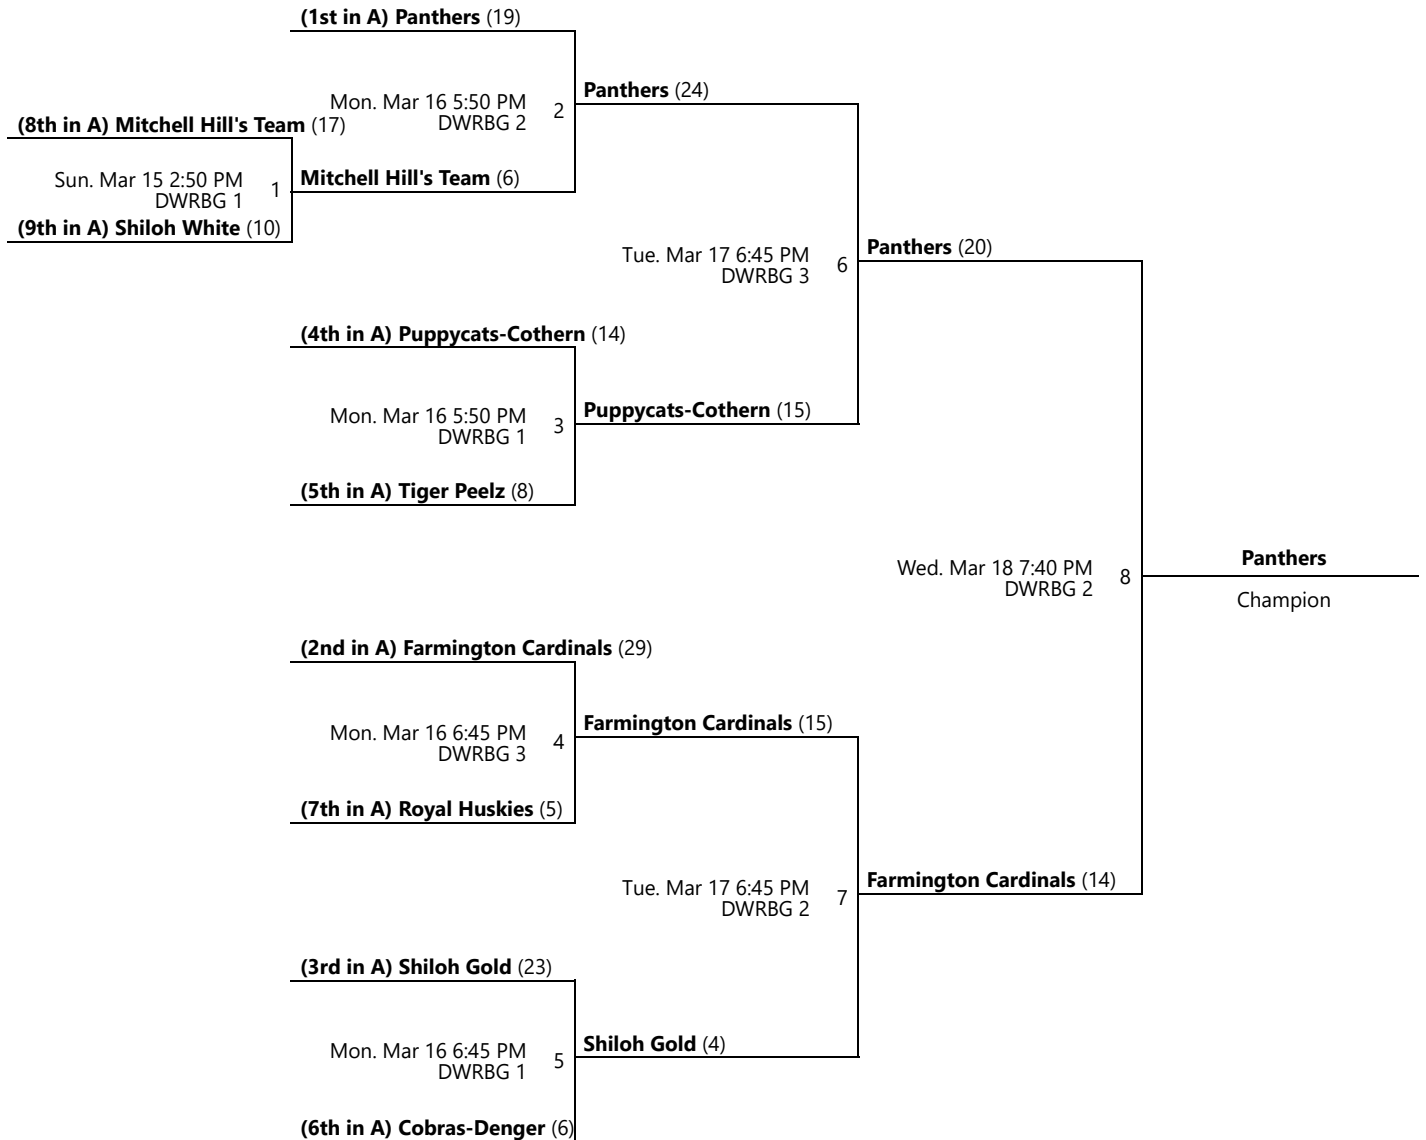 (1st in A) Panthers (19)
Mon. Mar 16 5:50 PM
DWRBG 2
2
Panthers (24)
(8th in A) Mitchell Hill's Team (17)
Sun. Mar 15 2:50 PM
DWRBG 1
1
Mitchell Hill's Team (6)
(9th in A) Shiloh White (10)
Tue. Mar 17 6:45 PM
DWRBG 3
6
Panthers (20)
(4th in A) Puppycats-Cothern (14)
Mon. Mar 16 5:50 PM
DWRBG 1
3
Puppycats-Cothern (15)
(5th in A) Tiger Peelz (8)
Wed. Mar 18 7:40 PM
DWRBG 2
8
Panthers
Champion
(2nd in A) Farmington Cardinals (29)
Mon. Mar 16 6:45 PM
DWRBG 3
4
Farmington Cardinals (15)
(7th in A) Royal Huskies (5)
Tue. Mar 17 6:45 PM
DWRBG 2
7
Farmington Cardinals (14)
(3rd in A) Shiloh Gold (23)
Mon. Mar 16 6:45 PM
DWRBG 1
5
Shiloh Gold (4)
(6th in A) Cobras-Denger (6)